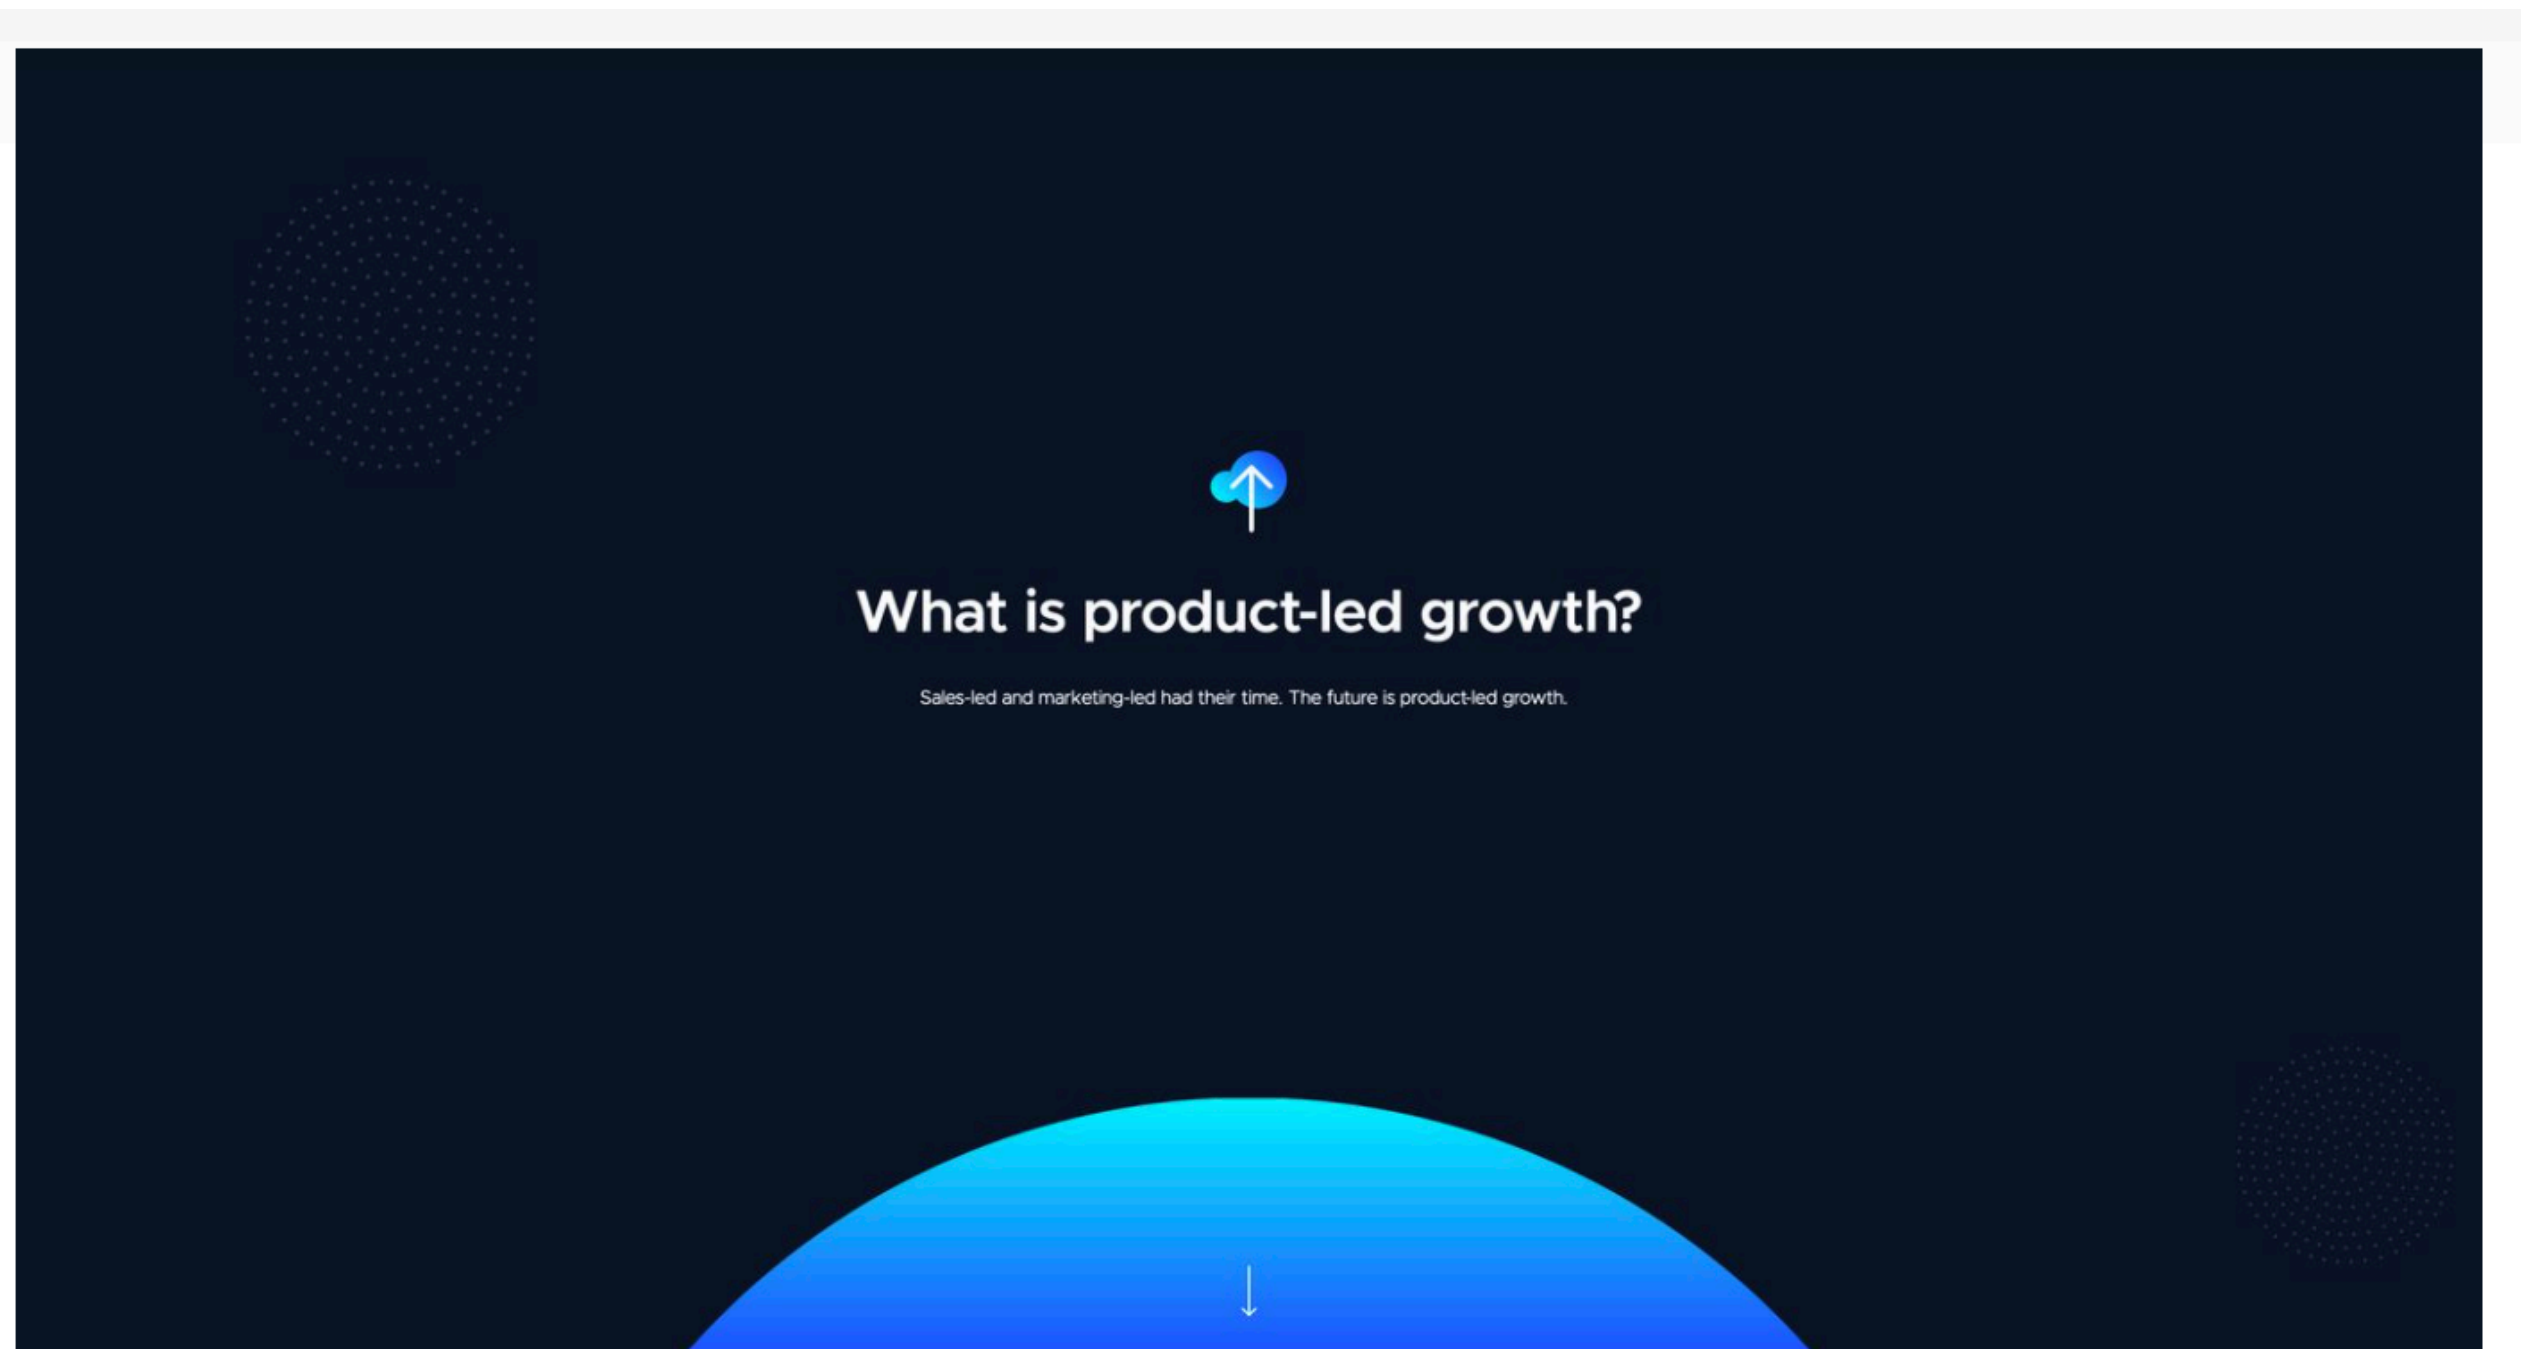 What is product-led growth?
Sales-led and marketing-led had their time. The future is product-led growth.